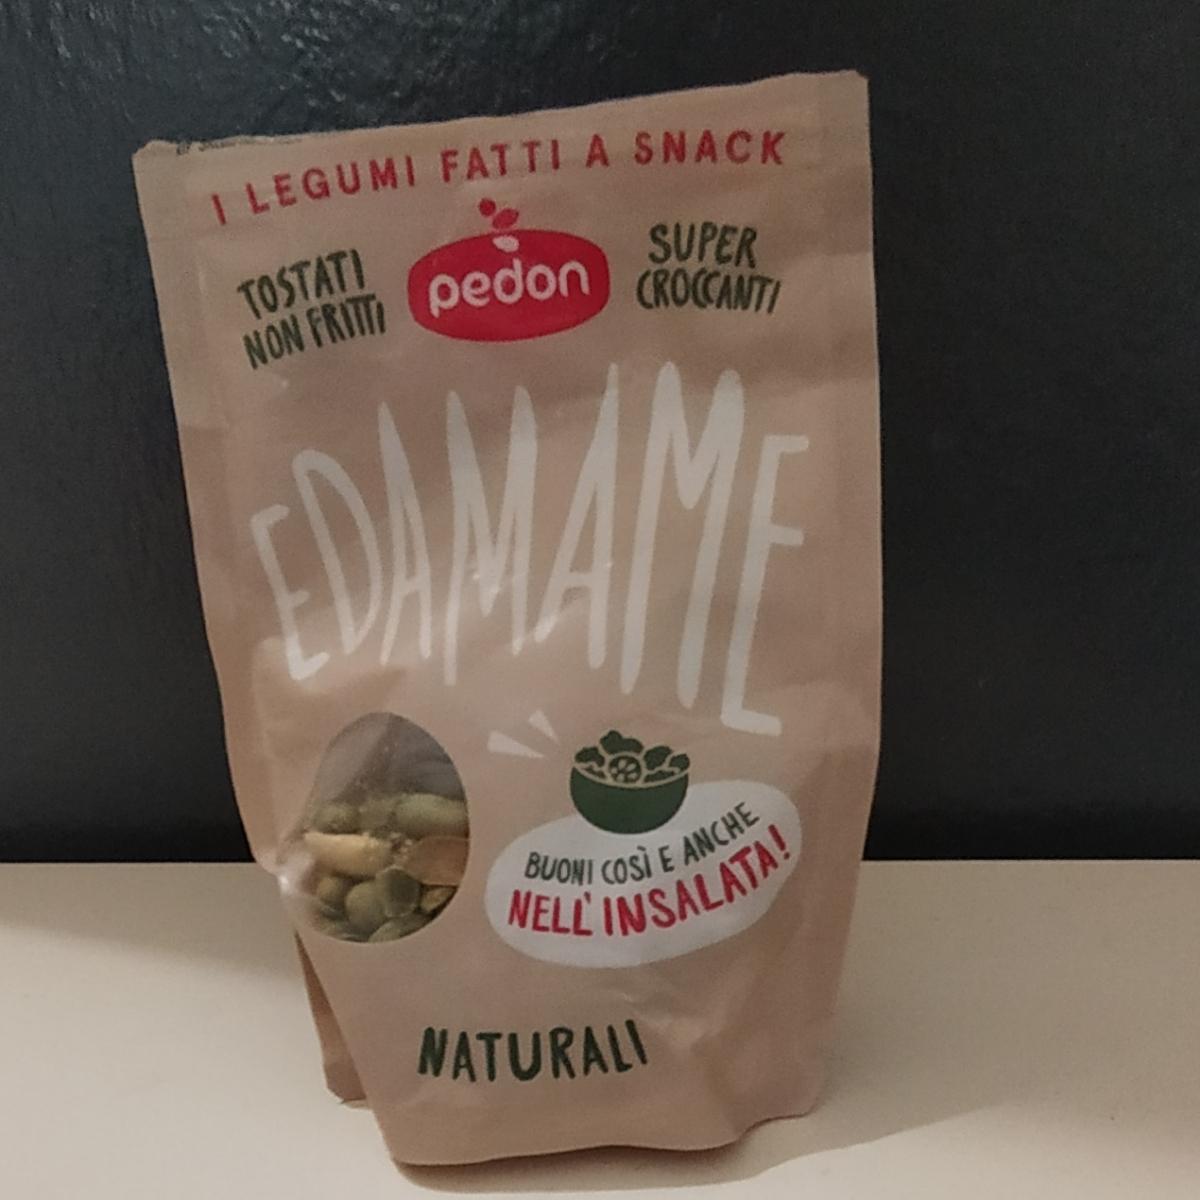 I LEGUMI FATTI A SNACK
TOSTATI
NON FRITTI
pedon
SUPER
CROCCANTI
EDAMAME
BUONI COSÌ E ANCHE
NELL'INSALATA!
NATURALI